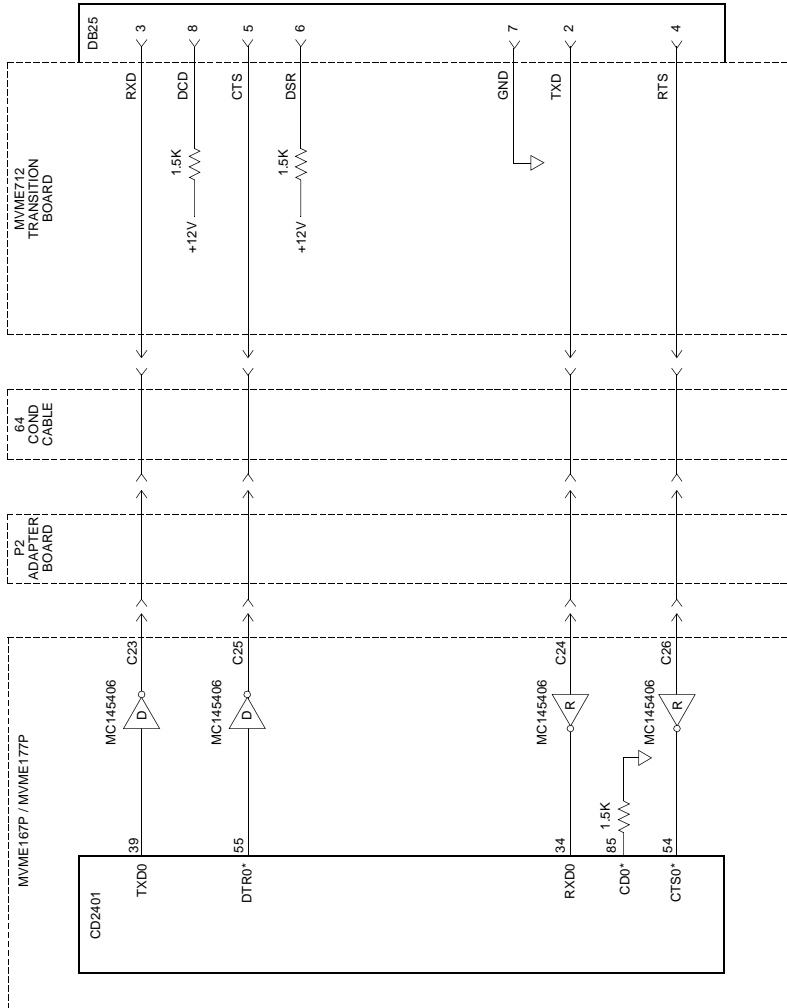 MVME167P / MVME177P
P2
ADAPTER
BOARD
64
COND
CABLE
MVME712
TRANSITION
BOARD
CD2401
DB25
TXD0
39
MC145406
D
C23
RXD
3
+12V
1.5K
DCD
8
DTR0*
55
MC145406
D
C25
CTS
5
+12V
1.5K
DSR
6
GND
7
RXD0
34
MC145406
R
C24
TXD
2
CD0*
85
1.5K
CTS0*
54
MC145406
R
C26
RTS
4